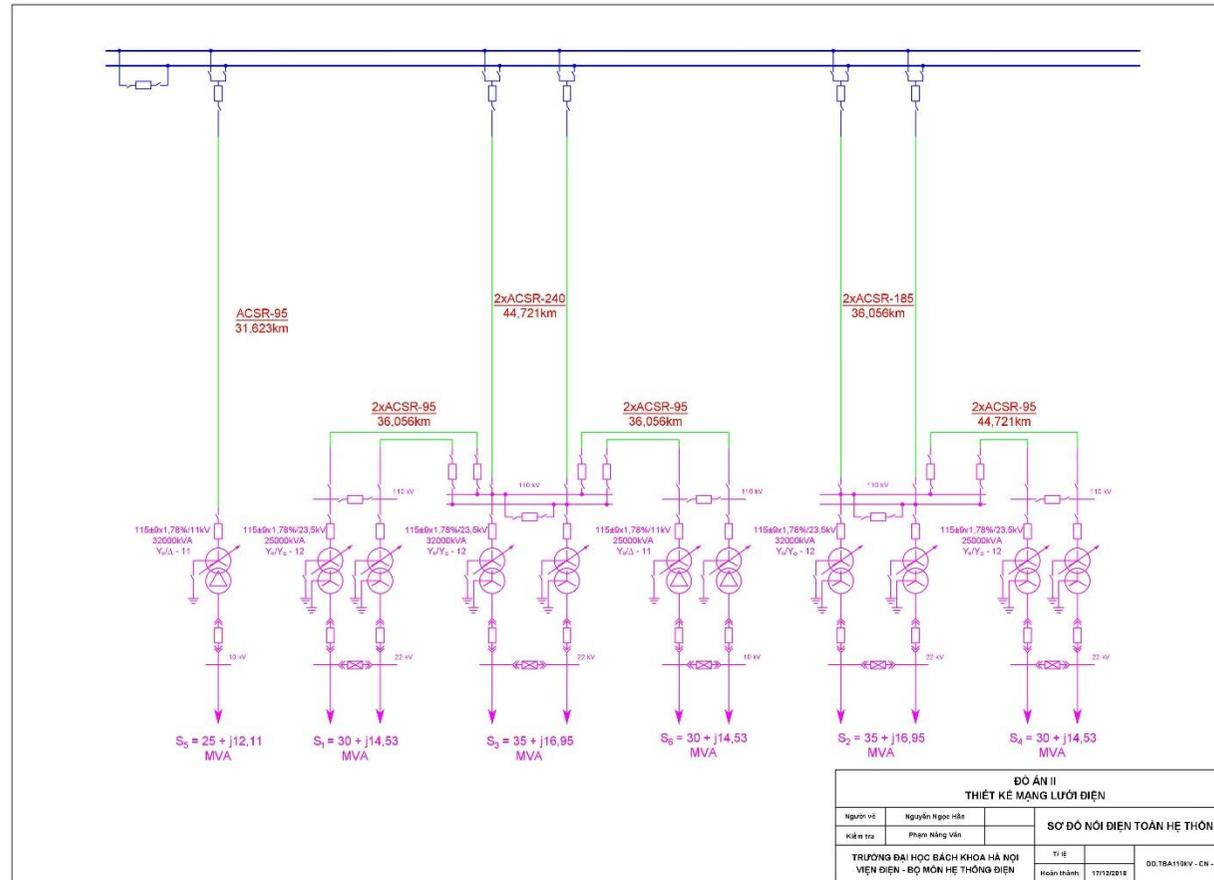 ACSR-95
31,623km
2xACSR-240
44,721km
2xACSR-185
36,056km
2xACSR-95
36,056km
2xACSR-95
36,056km
2xACSR-95
44,721km
110 kV
110 kV
110 kV
110 kV
110 kV
115±9x1,78%/11kV
32000kVA
Y₀/Δ - 11
115±9x1,78%/23,5kV
25000kVA
Y₀/Y₀ - 12
115±9x1,78%/23,5kV
32000kVA
Y₀/Y₀ - 12
115±9x1,78%/11kV
25000kVA
Y₀/Δ - 11
115±9x1,78%/23,5kV
32000kVA
Y₀/Y₀ - 12
115±9x1,78%/23,5kV
25000kVA
Y₀/Y₀ - 12
10 kV
22 kV
22 kV
10 kV
22 kV
22 kV
S₅ = 25 + j12,11
MVA
S₁ = 30 + j14,53
MVA
S₃ = 35 + j16,95
MVA
S₆ = 30 + j14,53
MVA
S₂ = 35 + j16,95
MVA
S₄ = 30 + j14,53
MVA
ĐỒ ÁN II
THIẾT KẾ MẠNG LƯỚI ĐIỆN
Người vẽ
Nguyễn Ngọc Hân
Kiểm tra
Phạm Năng Văn
SƠ ĐỒ NỐI ĐIỆN TOÀN HỆ THỐN
TRƯỜNG ĐẠI HỌC BÁCH KHOA HÀ NỘI
VIỆN ĐIỆN - BỘ MÔN HỆ THỐNG ĐIỆN
Tỉ lệ
Hoàn thành
17/12/2018
DD.TBA110kV - CN -